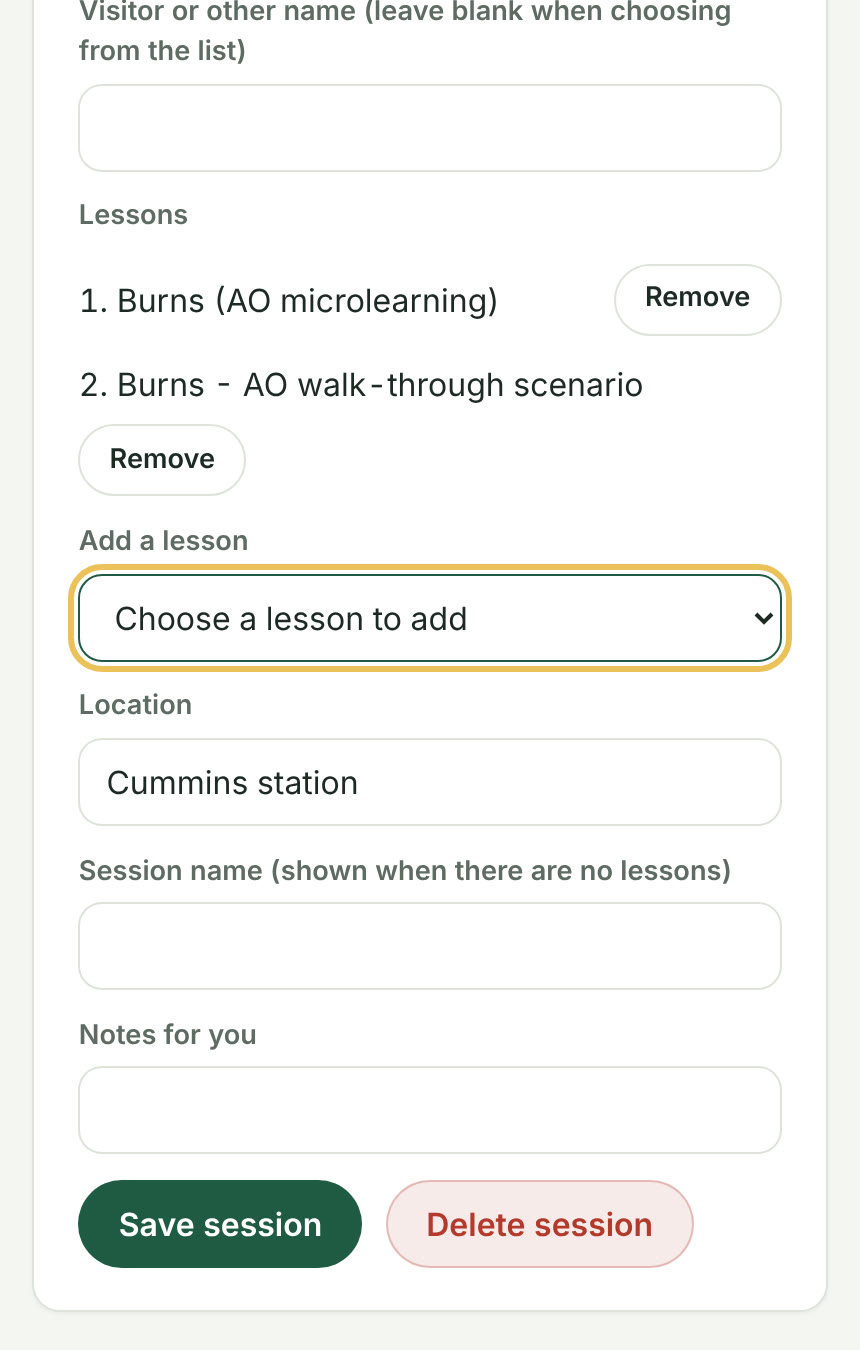 Visitor or other name (leave blank when choosing
from the list)
Lessons
1. Burns (AO microlearning)
Remove
2. Burns - AO walk-through scenario
Remove
Add a lesson
Choose a lesson to add
Location
Cummins station
Session name (shown when there are no lessons)
Notes for you
Save session
Delete session